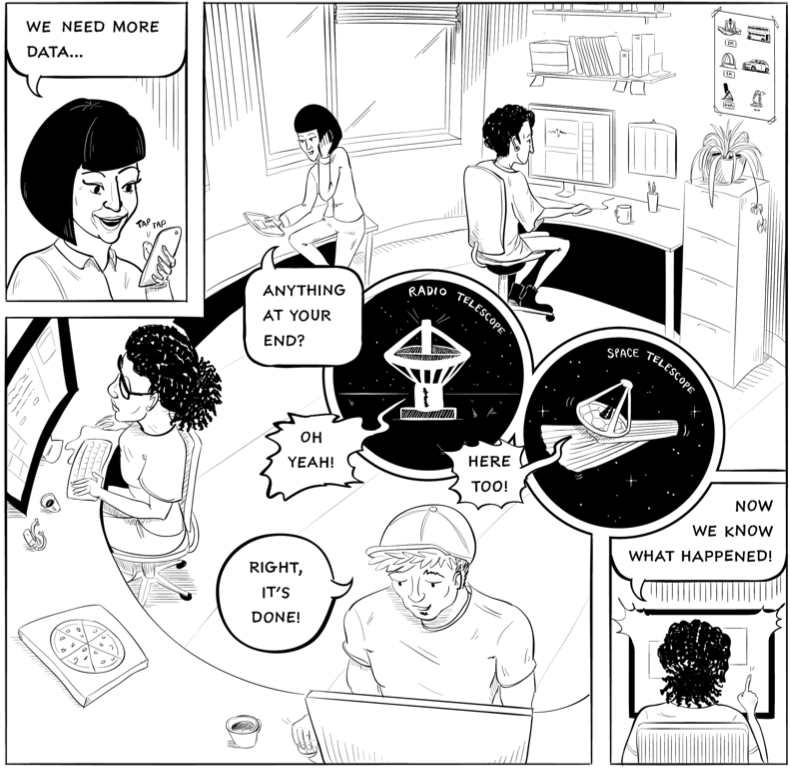 WE NEED MORE
DATA...
TAP TAP
ANYTHING
AT YOUR
END?
RADIO TELESCOPE
OH
YEAH!
SPACE TELESCOPE
HERE
TOO!
RIGHT,
IT'S
DONE!
NOW
WE KNOW
WHAT HAPPENED!